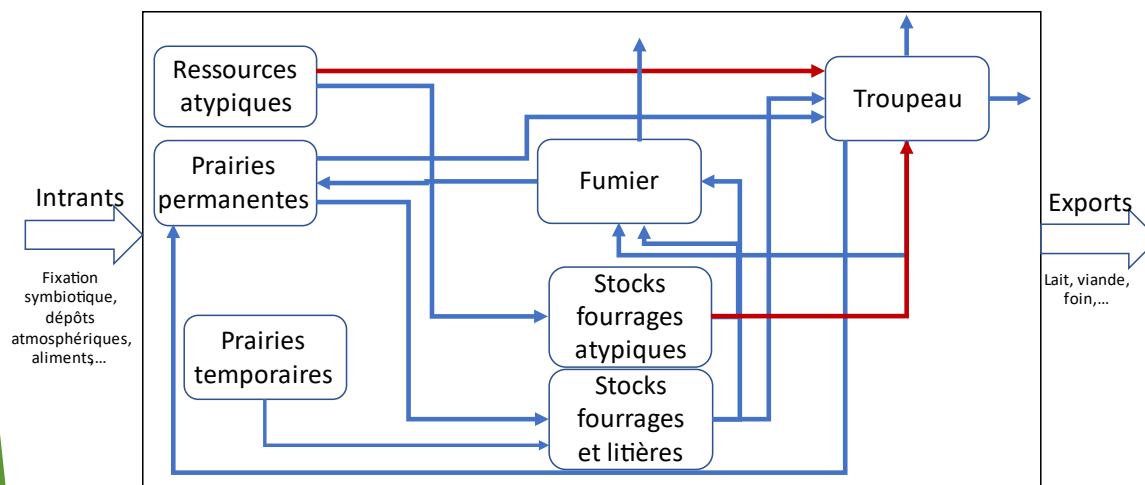 Intrants
Fixation
symbiotique,
dépôts
atmosphériques,
aliments…
Ressources
atypiques
Prairies
permanentes
Prairies
temporaires
Fumier
Stocks
fourrages
atypiques
Stocks
fourrages
et litières
Troupeau
Exports
Lait, viande,
foin,…